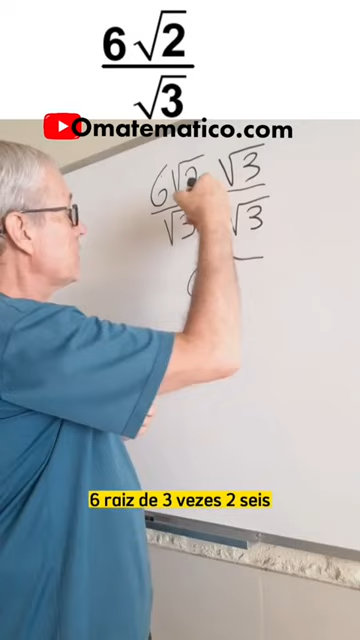 6√2
√3
Omatematico.com
6√2 √3
√3 √3
6 raiz de 3 vezes 2 seis